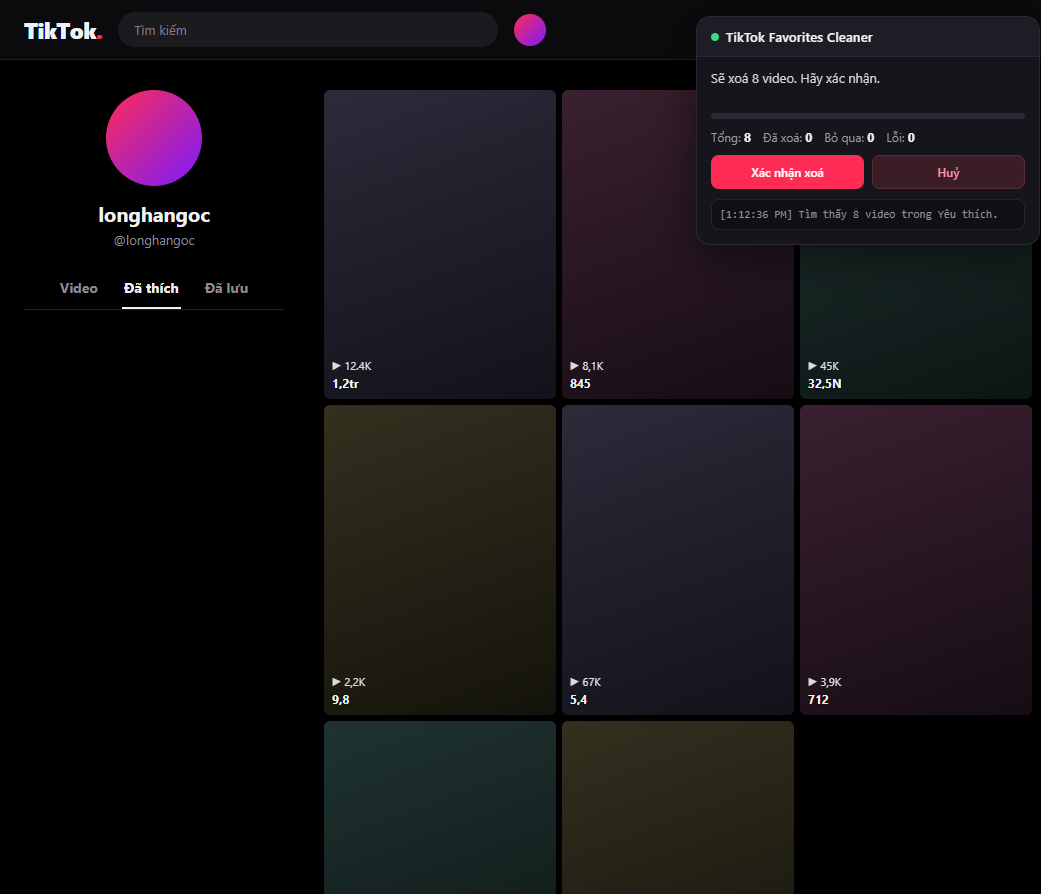 TikTok.
Tìm kiếm
TikTok Favorites Cleaner
Sẽ xoá 8 video. Hãy xác nhận.
Tổng: 8 Đã xoá: 0 Bỏ qua: 0 Lỗi: 0
Xác nhận xoá
Huỷ
[1:12:36 PM] Tìm thấy 8 video trong Yêu thích.
longhangoc
@longhangoc
Video
Đã thích
Đã lưu
▶ 12.4K
1,2tr
▶ 8,1K
845
▶ 45K
32,5N
▶ 2,2K
9,8
▶ 67K
5,4
▶ 3,9K
712